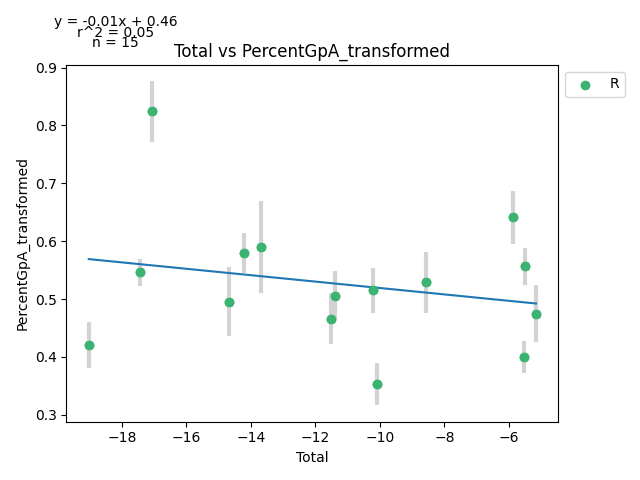 y = -0.01x + 0.46
r^2 = 0.05
n = 15
Total vs PercentGpA_transformed
R
PercentGpA_transformed
0.9
0.8
0.7
0.6
0.5
0.4
0.3
−18
−16
−14
−12
−10
−8
−6
Total